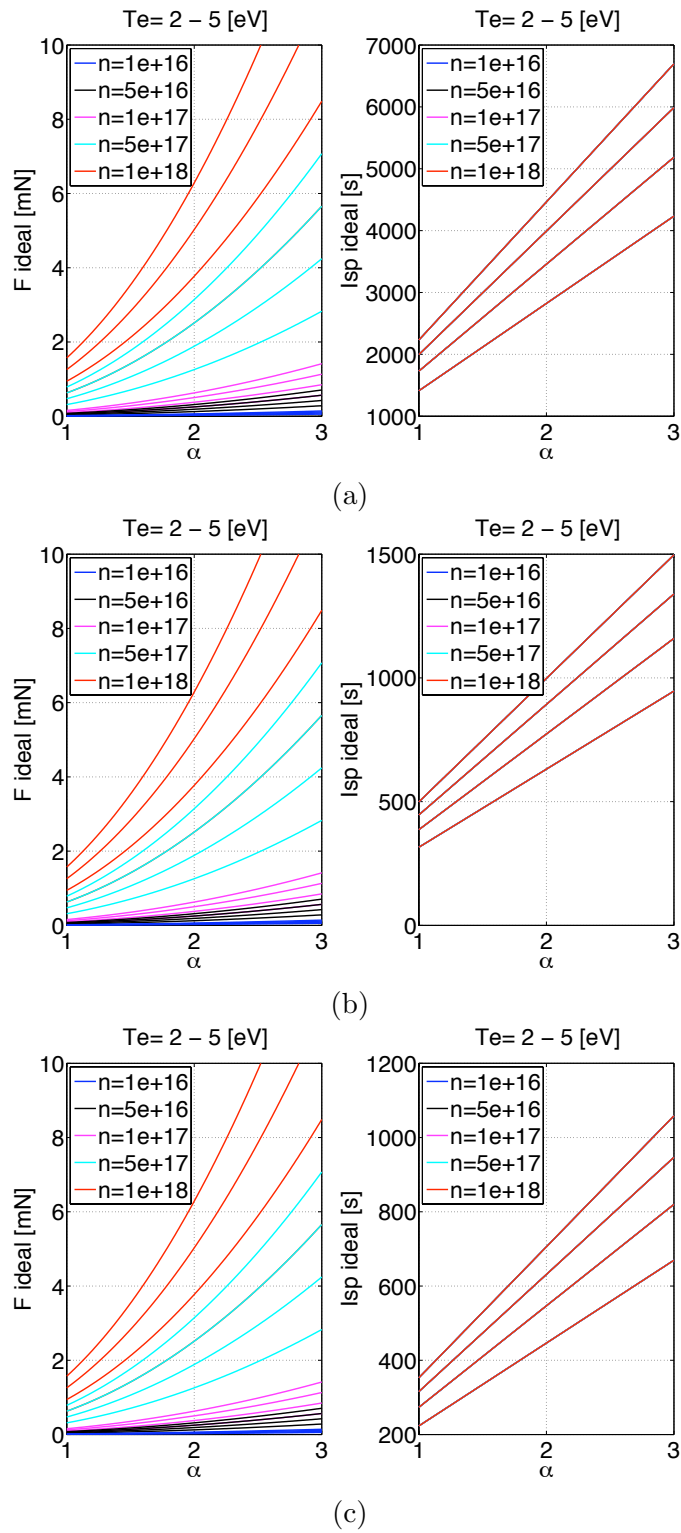 Te= 2 − 5 [eV]
10
8
6
4
2
0
F ideal [mN]
n=1e+16
n=5e+16
n=1e+17
n=5e+17
n=1e+18
1
2
3
α
Te= 2 − 5 [eV]
7000
6000
5000
4000
3000
2000
1000
Isp ideal [s]
n=1e+16
n=5e+16
n=1e+17
n=5e+17
n=1e+18
1
2
3
α
(a)
Te= 2 − 5 [eV]
10
8
6
4
2
0
F ideal [mN]
n=1e+16
n=5e+16
n=1e+17
n=5e+17
n=1e+18
1
2
3
α
Te= 2 − 5 [eV]
1500
1000
500
0
Isp ideal [s]
n=1e+16
n=5e+16
n=1e+17
n=5e+17
n=1e+18
1
2
3
α
(b)
Te= 2 − 5 [eV]
10
8
6
4
2
0
F ideal [mN]
n=1e+16
n=5e+16
n=1e+17
n=5e+17
n=1e+18
1
2
3
α
Te= 2 − 5 [eV]
1200
1000
800
600
400
200
Isp ideal [s]
n=1e+16
n=5e+16
n=1e+17
n=5e+17
n=1e+18
1
2
3
α
(c)